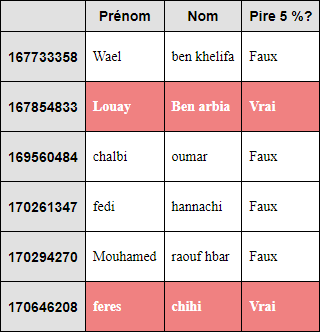 Prénom Nom Pire 5 %?
167733358 Wael ben khelifa Faux
167854833 Louay Ben arbia Vrai
169560484 chalbi oumar Faux
170261347 fedi hannachi Faux
170294270 Mouhamed raouf hbar Faux
170646208 feres chihi Vrai